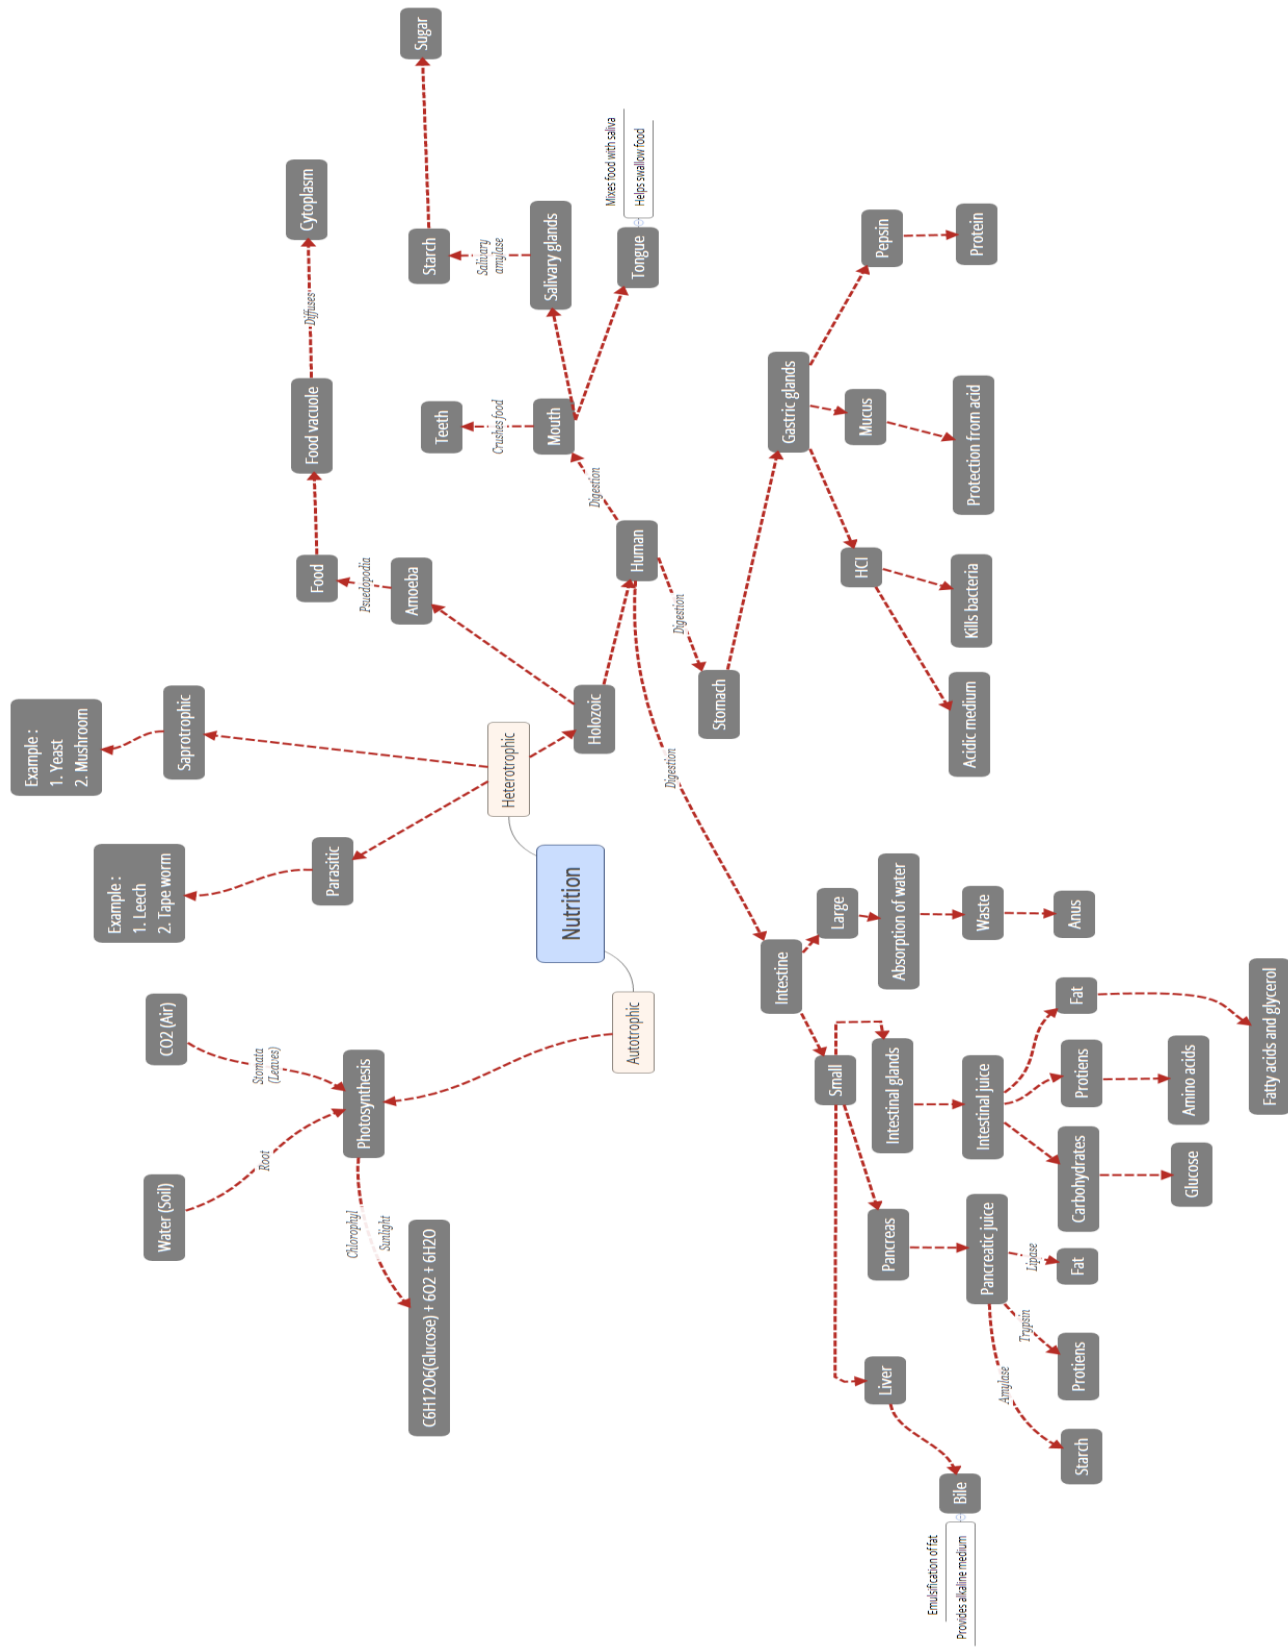 Nutrition
Autotrophic
Photosynthesis
Water (Soil)
Root
CO2 (Air)
Stomata
(Leaves)
Chlorophyl
Sunlight
C6H12O6(Glucose) + 6O2 + 6H2O
Heterotrophic
Parasitic
Example :
1. Leech
2. Tape worm
Saprotrophic
Example :
1. Yeast
2. Mushroom
Holozoic
Amoeba
Psuedopodia
Food
Food vacuole
Diffuses
Cytoplasm
Human
Digestion
Mouth
Crushes food
Teeth
Salivary glands
Salivary
amylase
Starch
Sugar
Tongue
Mixes food with saliva
Helps swallow food
Digestion
Stomach
Gastric glands
HCl
Acidic medium
Kills bacteria
Mucus
Protection from acid
Pepsin
Protein
Digestion
Intestine
Large
Absorption of water
Waste
Anus
Small
Intestinal glands
Intestinal juice
Carbohydrates
Glucose
Protiens
Amino acids
Fat
Fatty acids and glycerol
Pancreas
Pancreatic juice
Amylase
Starch
Trypsin
Protiens
Lipase
Fat
Liver
Bile
Emulsification of fat
Provides alkaline medium